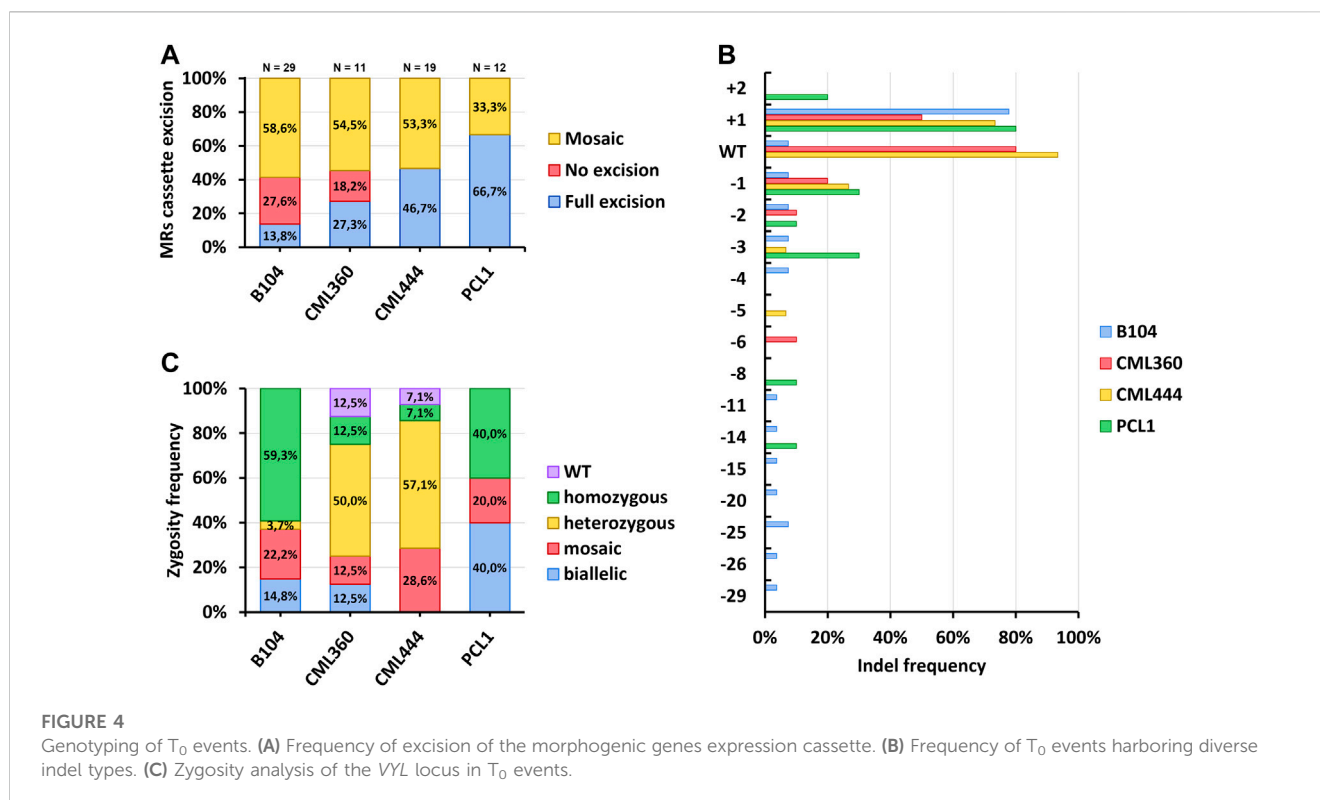 A
N = 29 N = 11 N = 19 N = 12
MRs cassette excision
100%
80%
60%
40%
20%
0%
58,6%
27,6%
13,8%
54,5%
18,2%
27,3%
53,3%
46,7%
33,3%
66,7%
B104 CML360 CML444 PCL1
Mosaic
No excision
Full excision
B
+2
+1
WT
-1
-2
-3
-4
-5
-6
-8
-11
-14
-15
-20
-25
-26
-29
0% 20% 40% 60% 80% 100%
Indel frequency
B104
CML360
CML444
PCL1
C
Zygosity frequency
100%
80%
60%
40%
20%
0%
59,3%
3,7%
22,2%
14,8%
12,5%
12,5%
50,0%
12,5%
12,5%
7,1%
7,1%
57,1%
28,6%
40,0%
20,0%
40,0%
B104 CML360 CML444 PCL1
WT
homozygous
heterozygous
mosaic
biallelic
FIGURE 4
Genotyping of T0 events. (A) Frequency of excision of the morphogenic genes expression cassette. (B) Frequency of T0 events harboring diverse
indel types. (C) Zygosity analysis of the VYL locus in T0 events.